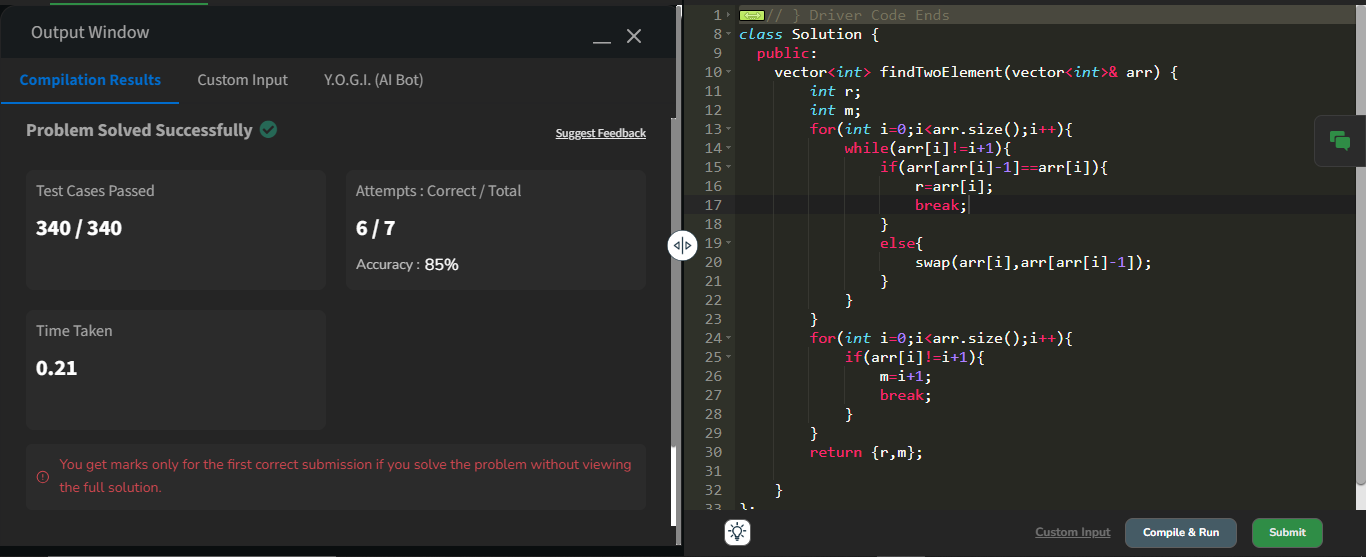 Output Window
Compilation Results
Custom Input
Y.O.G.I. (AI Bot)
Problem Solved Successfully
Suggest Feedback
Test Cases Passed
340 / 340
Attempts : Correct / Total
6 / 7
Accuracy : 85%
Time Taken
0.21
You get marks only for the first correct submission if you solve the problem without viewing
the full solution.
1 // } Driver Code Ends
8 class Solution {
9   public:
10     vector<int> findTwoElement(vector<int>& arr) {
11         int r;
12         int m;
13         for(int i=0;i<arr.size();i++){
14             while(arr[i]!=i+1){
15                 if(arr[arr[i]-1]==arr[i]){
16                     r=arr[i];
17                     break;
18                 }
19                 else{
20                     swap(arr[i],arr[arr[i]-1]);
21                 }
22             }
23         }
24         for(int i=0;i<arr.size();i++){
25             if(arr[i]!=i+1){
26                 m=i+1;
27                 break;
28             }
29         }
30         return {r,m};
31
32     }
33 };
Custom Input
Compile & Run
Submit